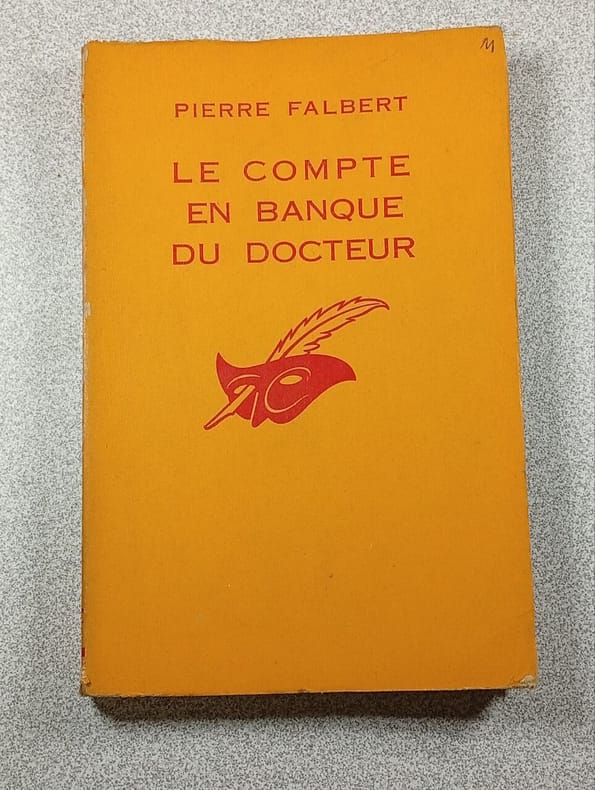 PIERRE FALBERT
LE COMPTE
EN BANQUE
DU DOCTEUR